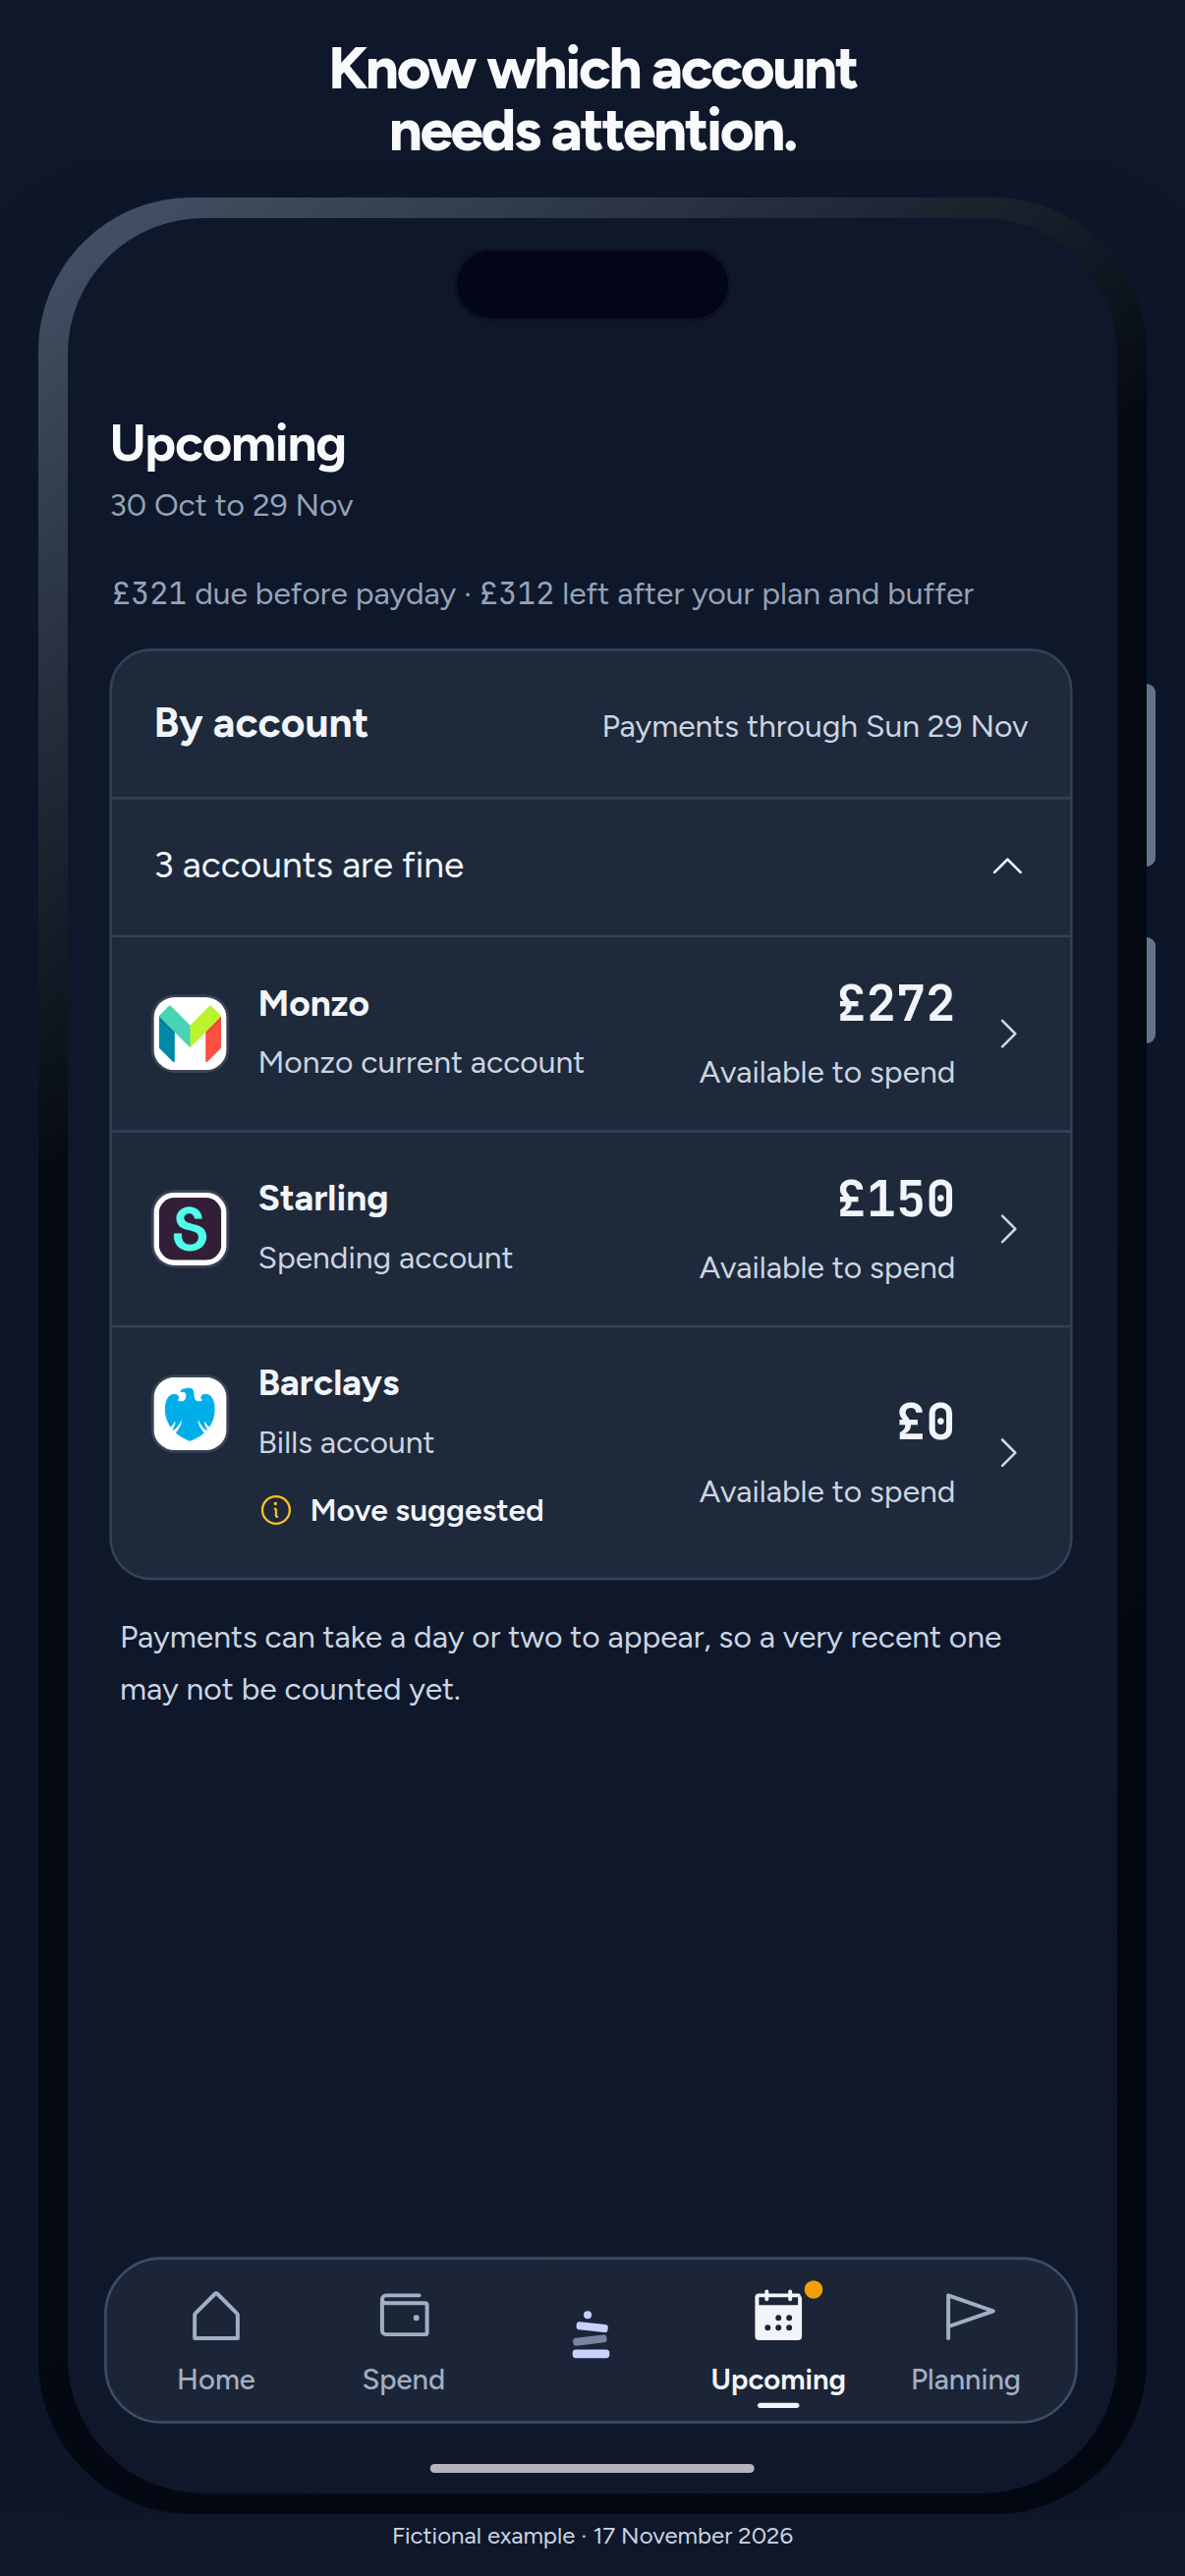 Know which account
needs attention.
Upcoming
30 Oct to 29 Nov
£321 due before payday · £312 left after your plan and buffer
By account
Payments through Sun 29 Nov
3 accounts are fine
Monzo
Monzo current account
£272
Available to spend
Starling
Spending account
£150
Available to spend
Barclays
Bills account
Move suggested
£0
Available to spend
Payments can take a day or two to appear, so a very recent one
may not be counted yet.
Home
Spend
Upcoming
Planning
Fictional example · 17 November 2026